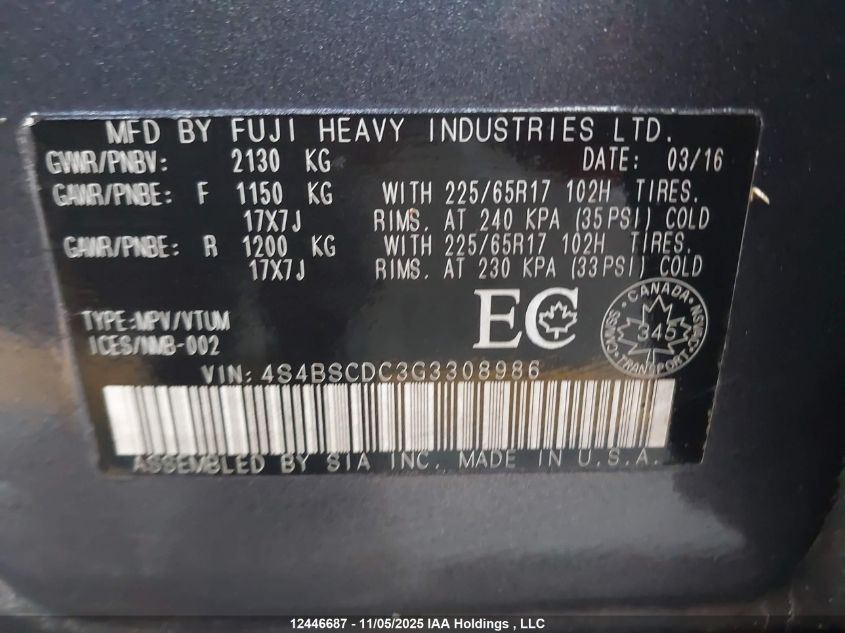 MFD BY FUJI HEAVY INDUSTRIES LTD.
GVWR/PNBV: 2130 KG DATE: 03/16
GAWR/PNBE: F 1150 KG WITH 225/65R17 102H TIRES.
17X7J RIMS. AT 240 KPA (35PSI) COLD
GAWR/PNBE: R 1200 KG WITH 225/65R17 102H TIRES.
17X7J RIMS. AT 230 KPA (33PSI) COLD
TYPE:MPV/VTUM
ICES/NMB-002
EC
CANADA
345
TRANSPORT
VIN: 4S4BSCDC3G3308986
ASSEMBLED BY SIA INC. MADE IN U.S.A.
12446687 - 11/05/2025 IAA Holdings , LLC